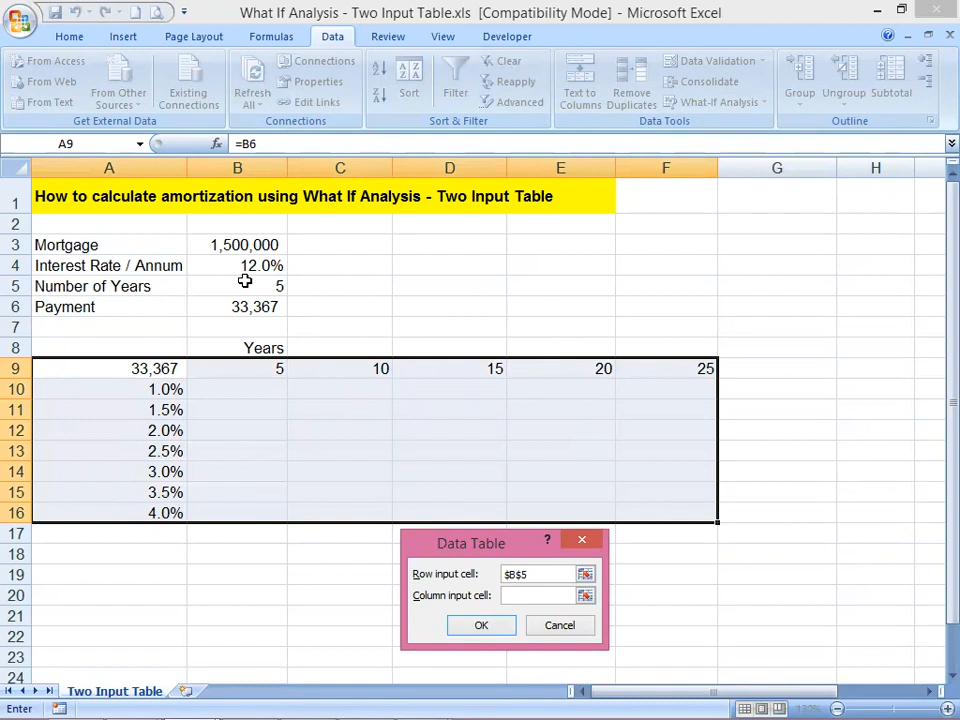 What If Analysis - Two Input Table.xls [Compatibility Mode] - Microsoft Excel
Home Insert Page Layout Formulas Data Review View Developer
From Access
From Web
From Text
From Other Sources
Existing Connections
Get External Data
Refresh All
Connections
Properties
Edit Links
Connections
Sort
Filter
Clear
Reapply
Advanced
Sort & Filter
Text to Columns
Remove Duplicates
Data Validation
Consolidate
What-If Analysis
Data Tools
Group Ungroup Subtotal
Outline
A9 fx =B6
A B C D E F G H
1 How to calculate amortization using What If Analysis - Two Input Table
2
3 Mortgage 1,500,000
4 Interest Rate / Annum 12.0%
5 Number of Years 5
6 Payment 33,367
7
8 Years
9 33,367 5 10 15 20 25
10 1.0%
11 1.5%
12 2.0%
13 2.5%
14 3.0%
15 3.5%
16 4.0%
17
18
19
20
21
22
23
24
Data Table ?
Row input cell: $B$5
Column input cell:
OK Cancel
Two Input Table
Enter 130%